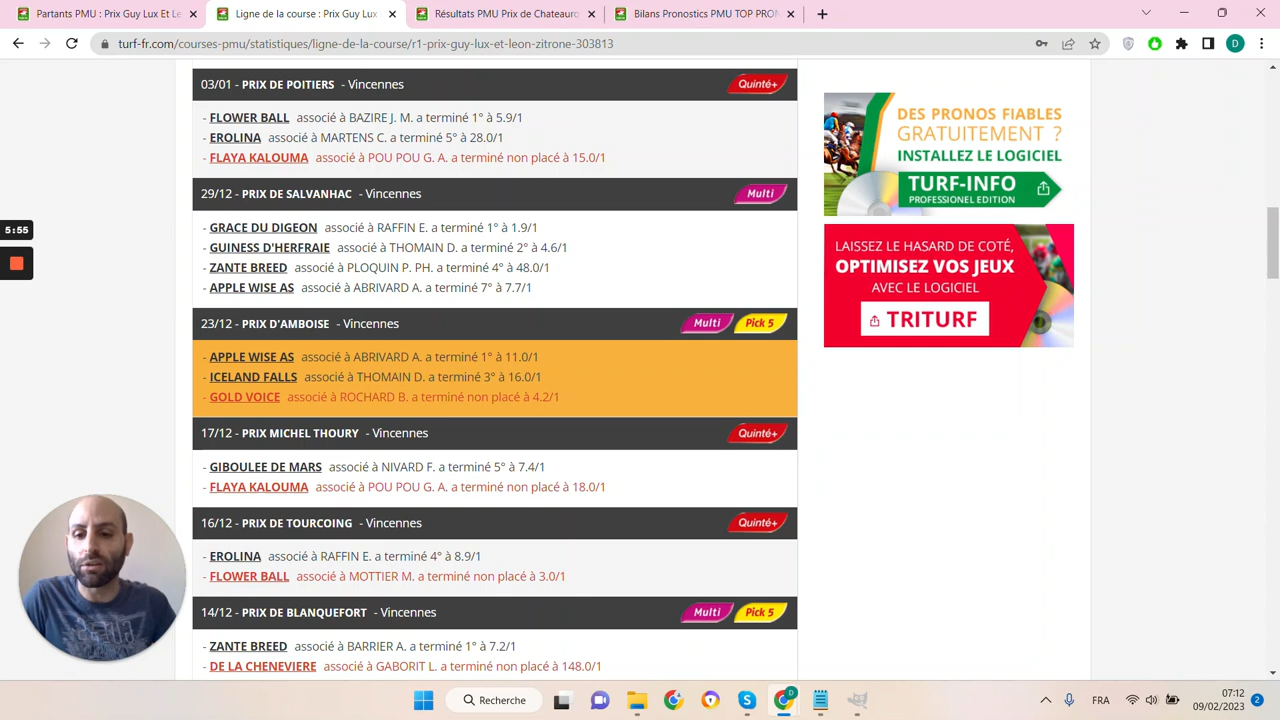 Partants PMU : Prix Guy Lux Et Le
Ligne de la course : Prix Guy Lux
Résultats PMU Prix de Chateauro
Bilans Pronostics PMU TOP PRON
turf-fr.com/courses-pmu/statistiques/ligne-de-la-course/r1-prix-guy-lux-et-leon-zitrone-303813
D
03/01 - PRIX DE POITIERS - Vincennes Quinté+
- FLOWER BALL associé à BAZIRE J. M. a terminé 1° à 5.9/1
- EROLINA associé à MARTENS C. a terminé 5° à 28.0/1
- FLAYA KALOUMA associé à POU POU G. A. a terminé non placé à 15.0/1
29/12 - PRIX DE SALVANHAC - Vincennes Multi
- GRACE DU DIGEON associé à RAFFIN E. a terminé 1° à 1.9/1
- GUINESS D'HERFRAIE associé à THOMAIN D. a terminé 2° à 4.6/1
- ZANTE BREED associé à PLOQUIN P. PH. a terminé 4° à 48.0/1
- APPLE WISE AS associé à ABRIVARD A. a terminé 7° à 7.7/1
23/12 - PRIX D'AMBOISE - Vincennes Multi Pick 5
- APPLE WISE AS associé à ABRIVARD A. a terminé 1° à 11.0/1
- ICELAND FALLS associé à THOMAIN D. a terminé 3° à 16.0/1
- GOLD VOICE associé à ROCHARD B. a terminé non placé à 4.2/1
17/12 - PRIX MICHEL THOURY - Vincennes Quinté+
- GIBOULEE DE MARS associé à NIVARD F. a terminé 5° à 7.4/1
- FLAYA KALOUMA associé à POU POU G. A. a terminé non placé à 18.0/1
16/12 - PRIX DE TOURCOING - Vincennes Quinté+
- EROLINA associé à RAFFIN E. a terminé 4° à 8.9/1
- FLOWER BALL associé à MOTTIER M. a terminé non placé à 3.0/1
14/12 - PRIX DE BLANQUEFORT - Vincennes Multi Pick 5
- ZANTE BREED associé à BARRIER A. a terminé 1° à 7.2/1
- DE LA CHENEVIERE associé à GABORIT L. a terminé non placé à 148.0/1
DES PRONOS FIABLES
GRATUITEMENT ?
INSTALLEZ LE LOGICIEL
TURF-INFO
PROFESSIONEL EDITION
LAISSEZ LE HASARD DE COTÉ,
OPTIMISEZ VOS JEUX
AVEC LE LOGICIEL
TRITURF
5:55
Recherche
D
FRA
07:12
09/02/2023
2